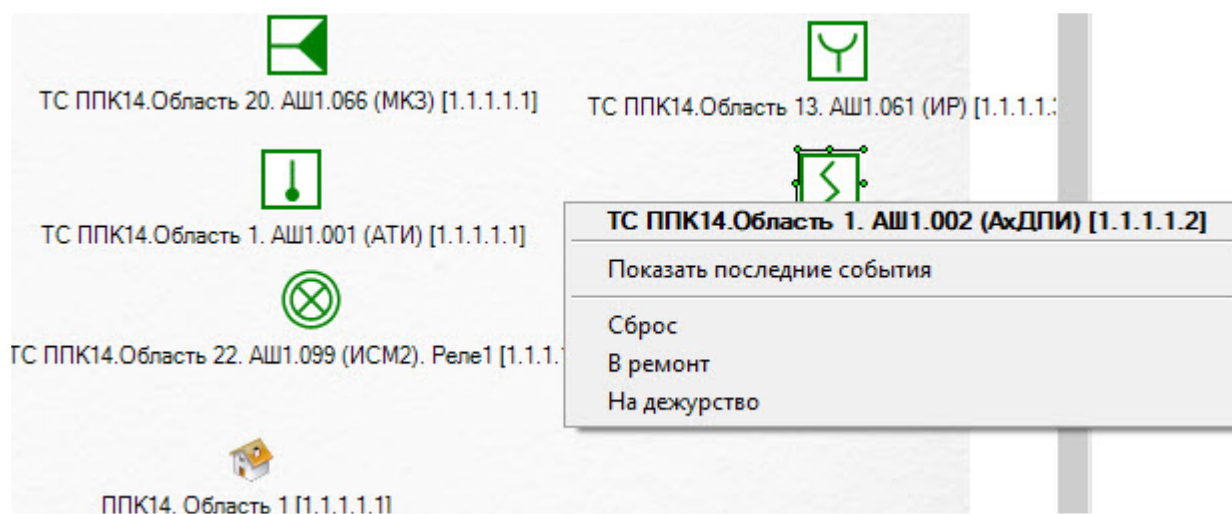 ТС ППК14.Область 20. АШ1.066 (МКЗ) [1.1.1.1.1]
ТС ППК14.Область 13. АШ1.061 (ИР) [1.1.1.1.
ТС ППК14.Область 1. АШ1.001 (АТИ) [1.1.1.1.1]
ТС ППК14.Область 1. АШ1.002 (АхДПИ) [1.1.1.1.2]
Показать последние события
Сброс
В ремонт
На дежурство
ТС ППК14.Область 22. АШ1.099 (ИСМ2). Реле1 [1.1.1.
ППК14. Область 1 [1.1.1.1.1]